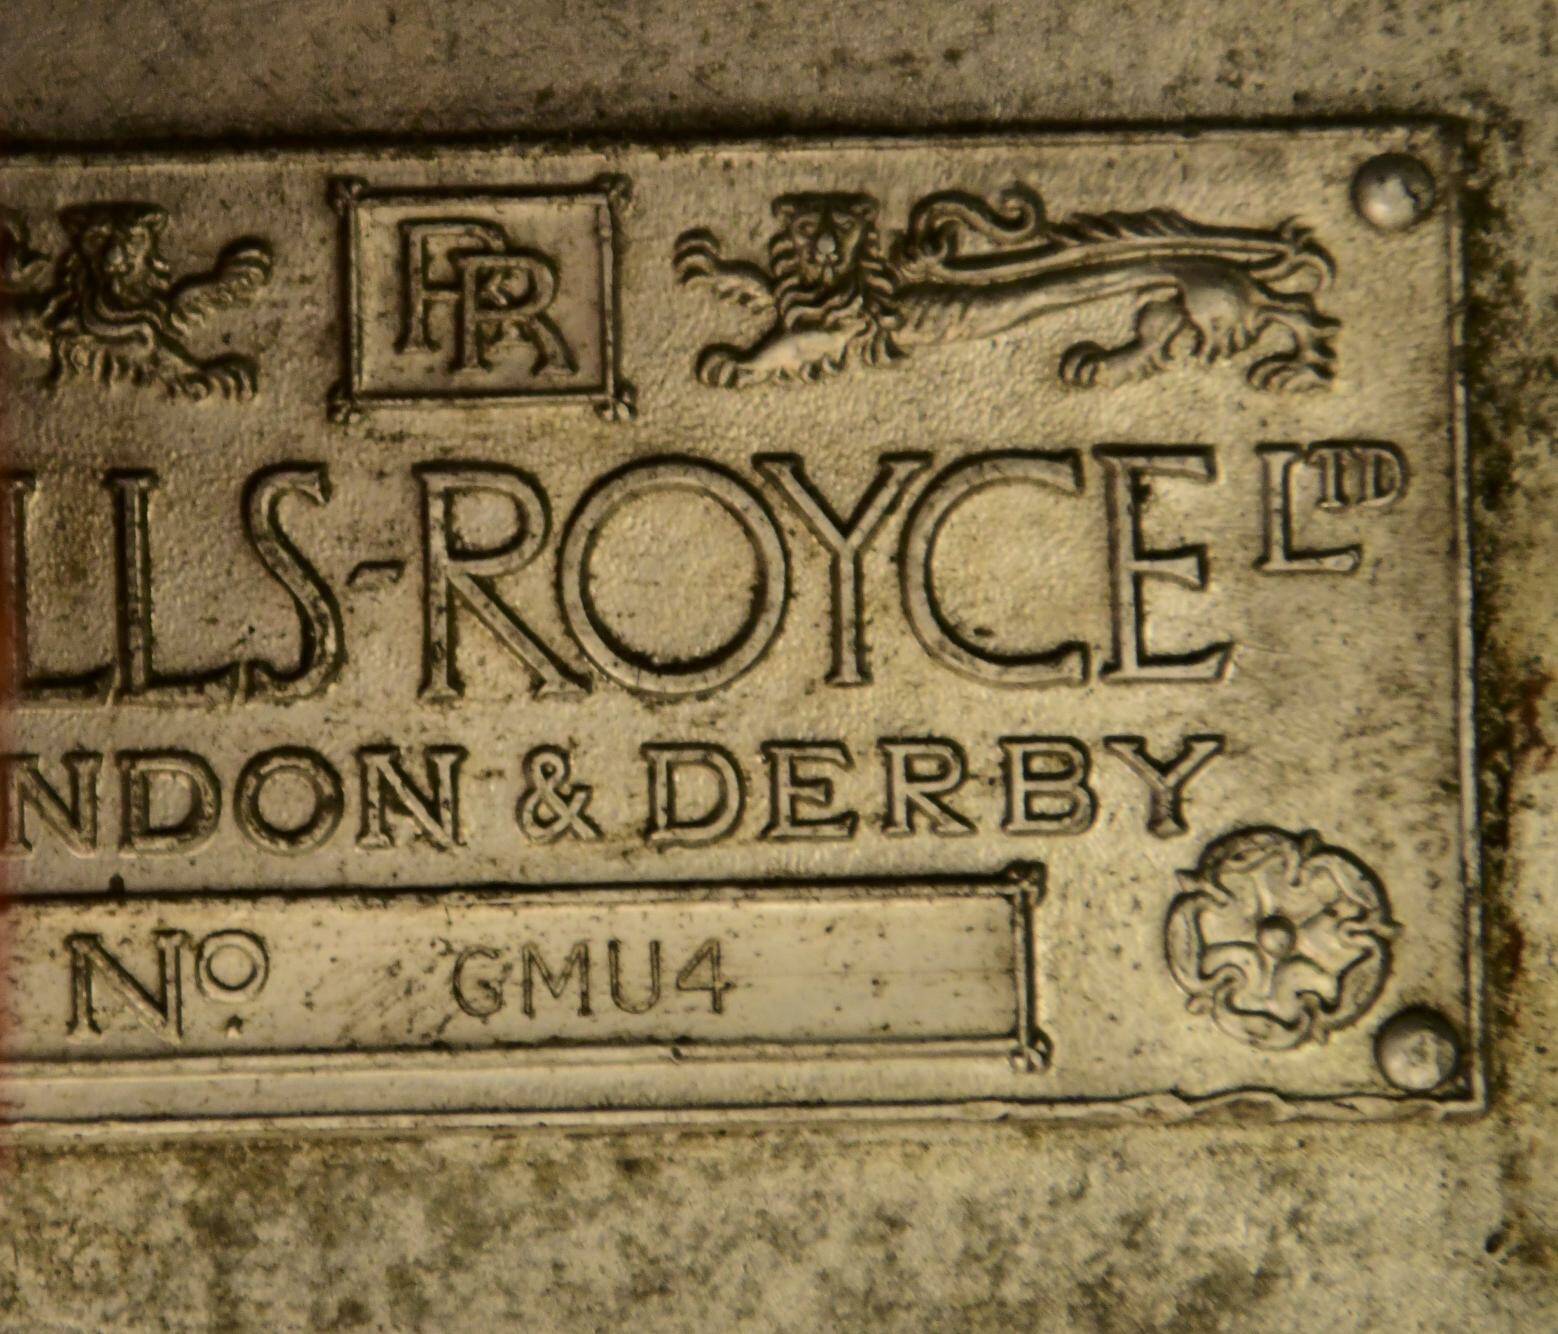 RR
LLS-ROYCE LTD
NDON & DERBY
No. GMU4